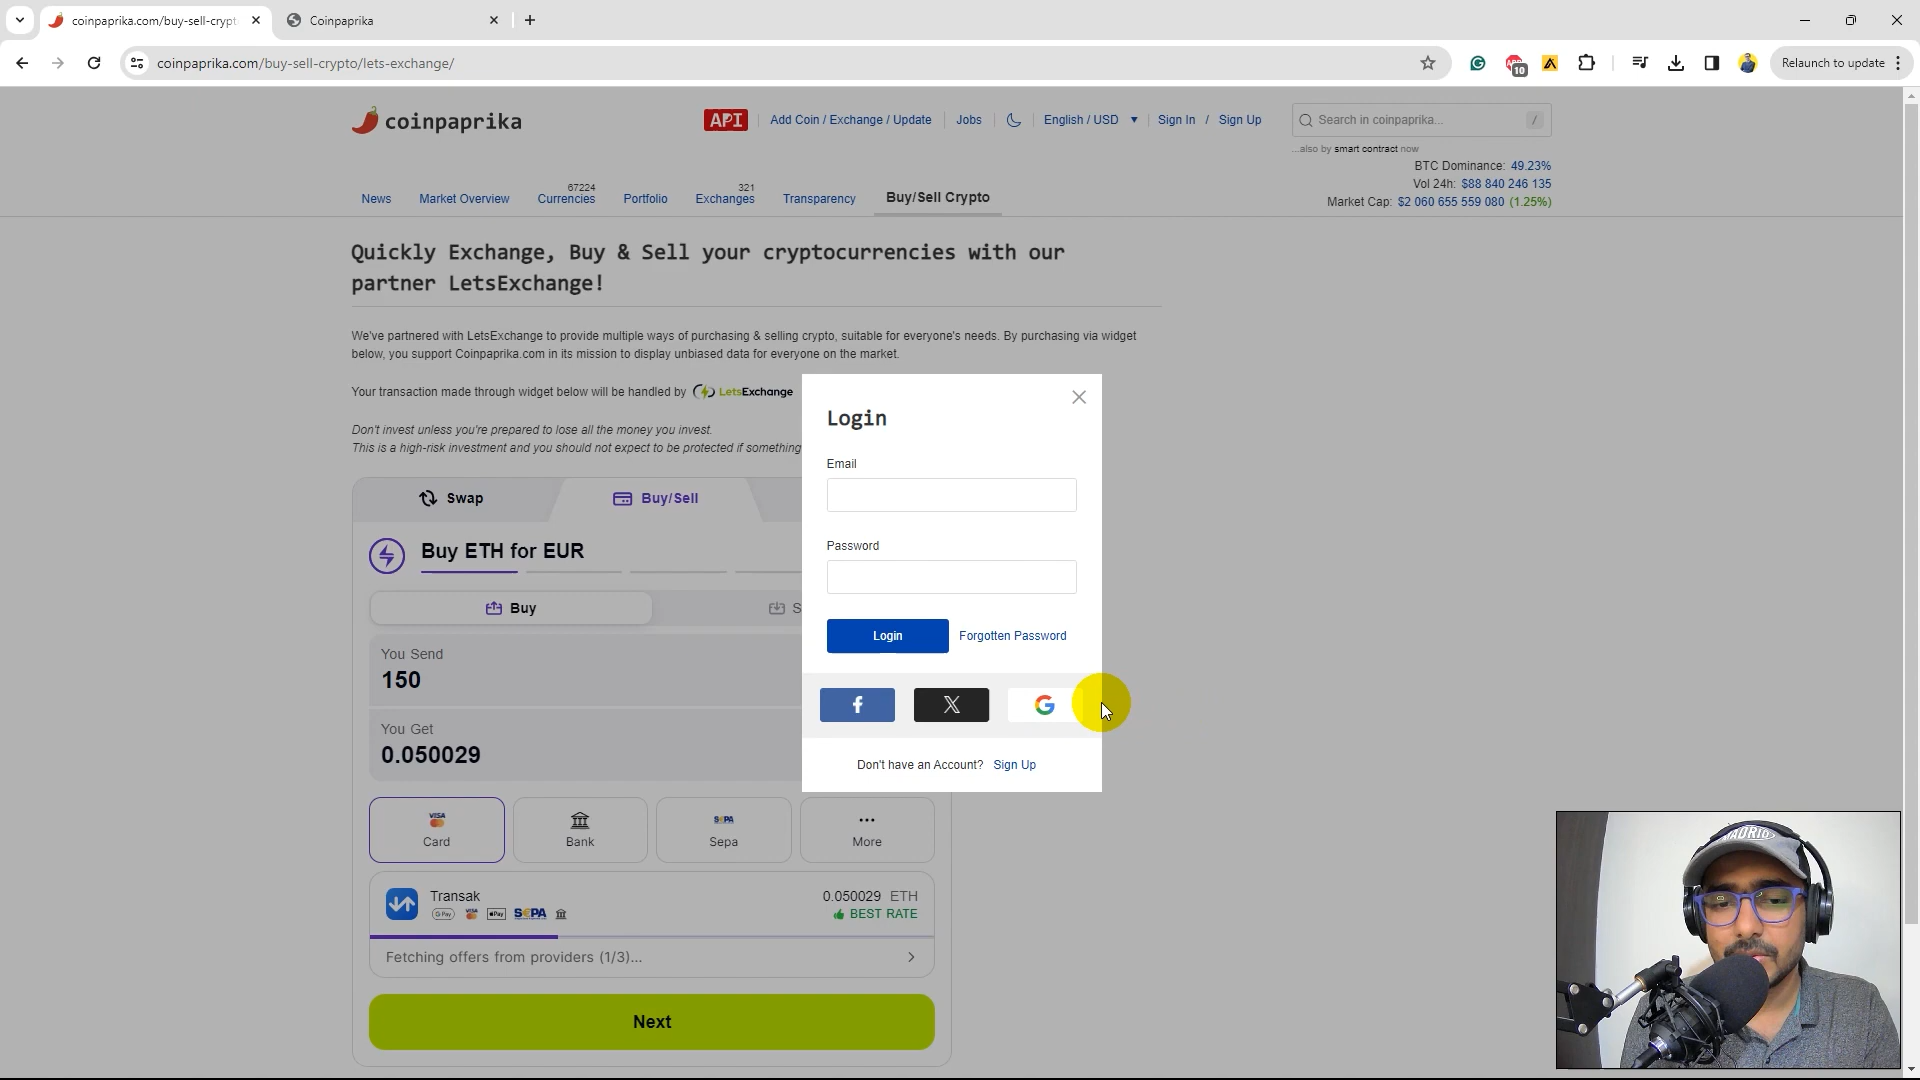 coinpaprika.com/buy-sell-crypt
Coinpaprika
coinpaprika.com/buy-sell-crypto/lets-exchange/
10
Relaunch to update
coinpaprika
API
Add Coin / Exchange / Update
Jobs
English / USD
Sign In / Sign Up
Search in coinpaprika...
/
...also by smart contract now
BTC Dominance: 49.23%
Vol 24h: $88 840 246 135
Market Cap: $2 060 655 559 080 (1.25%)
News
Market Overview
67224
Currencies
Portfolio
321
Exchanges
Transparency
Buy/Sell Crypto
Quickly Exchange, Buy & Sell your cryptocurrencies with our
partner LetsExchange!
We've partnered with LetsExchange to provide multiple ways of purchasing & selling crypto, suitable for everyone's needs. By purchasing via widget
below, you support Coinpaprika.com in its mission to display unbiased data for everyone on the market.
Your transaction made through widget below will be handled by LetsExchange
Don't invest unless you're prepared to lose all the money you invest.
This is a high-risk investment and you should not expect to be protected if something
Swap
Buy/Sell
Buy ETH for EUR
Buy
S
You Send
150
You Get
0.050029
VISA
Card
Bank
SEPA
Sepa
More
Transak
0.050029 ETH
G Pay VISA Pay SEPA
BEST RATE
Fetching offers from providers (1/3)...
Next
Login
Email
Password
Login
Forgotten Password
f
X
G
Don't have an Account? Sign Up